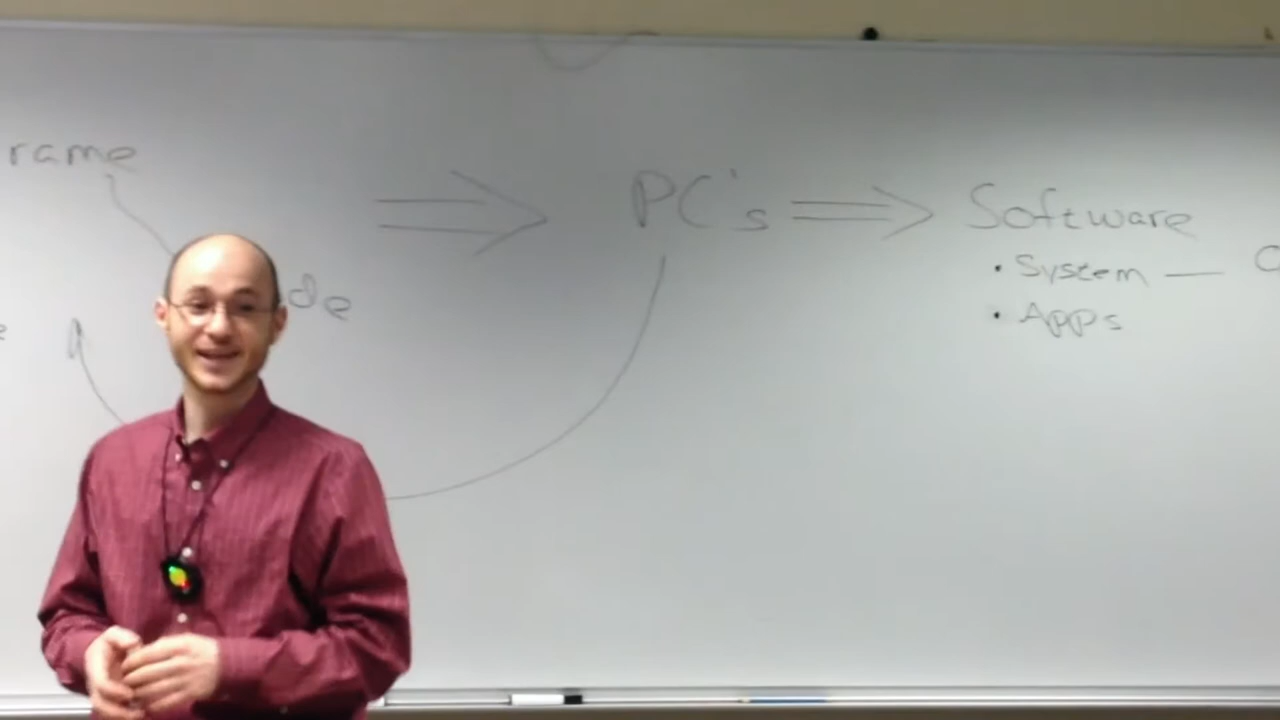 rame
PC's
Software
• System —
• Apps
de